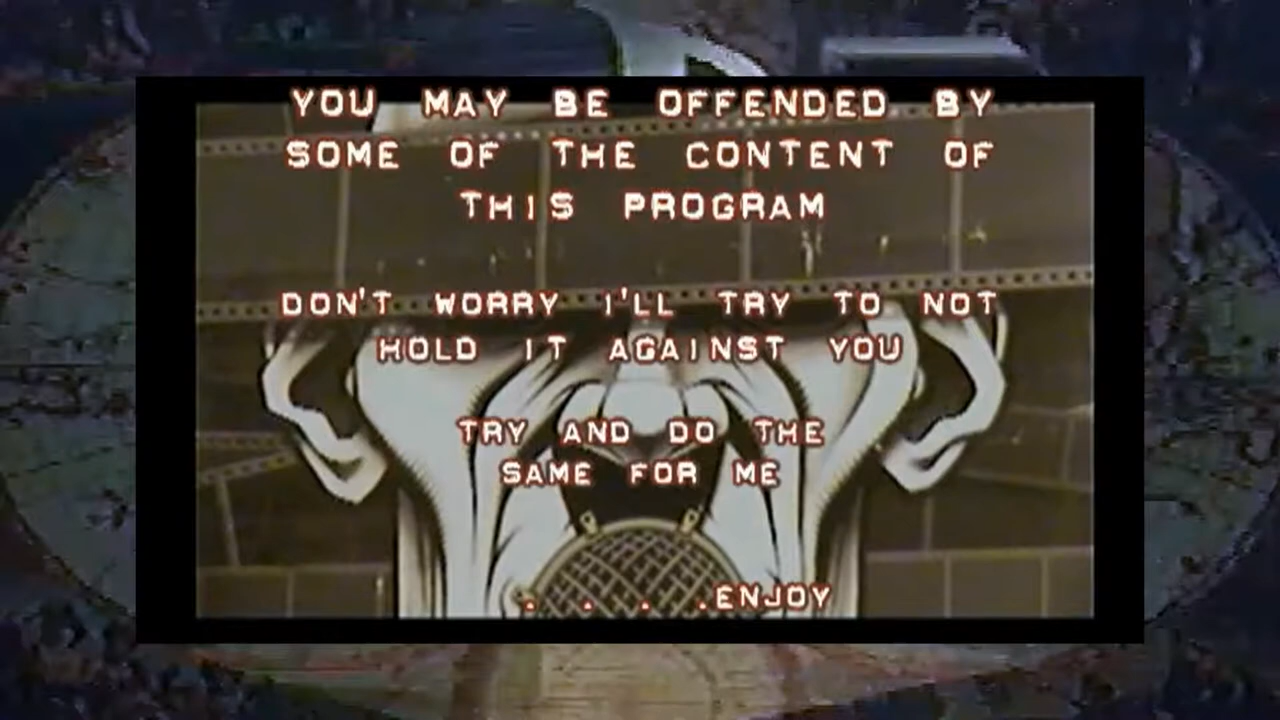 YOU MAY BE OFFENDED BY
SOME OF THE CONTENT OF
THIS PROGRAM
DON'T WORRY I'LL TRY TO NOT
HOLD IT AGAINST YOU
TRY AND DO THE
SAME FOR ME
. . . .ENJOY